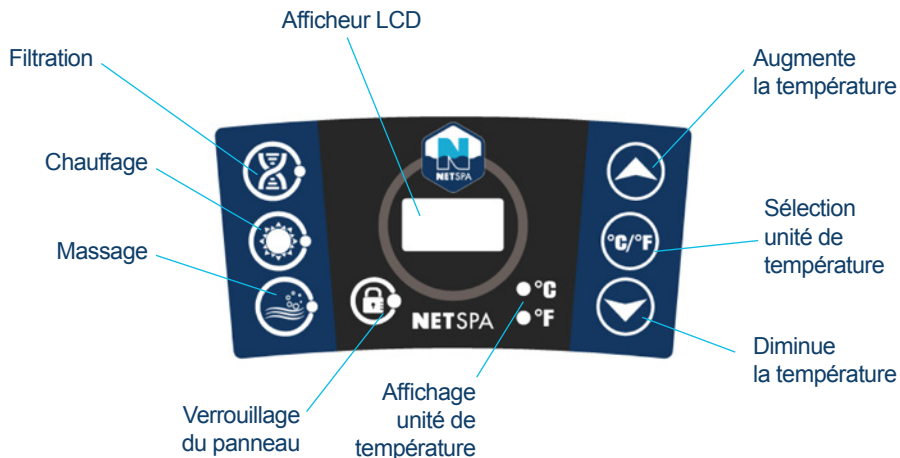 Afficheur LCD
Filtration
Augmente
la température
Chauffage
Massage
N
NETSPA
°C/°F
Sélection
unité de
température
°C
°F
NETSPA
Diminue
la température
Verrouillage
du panneau
Affichage
unité de
température